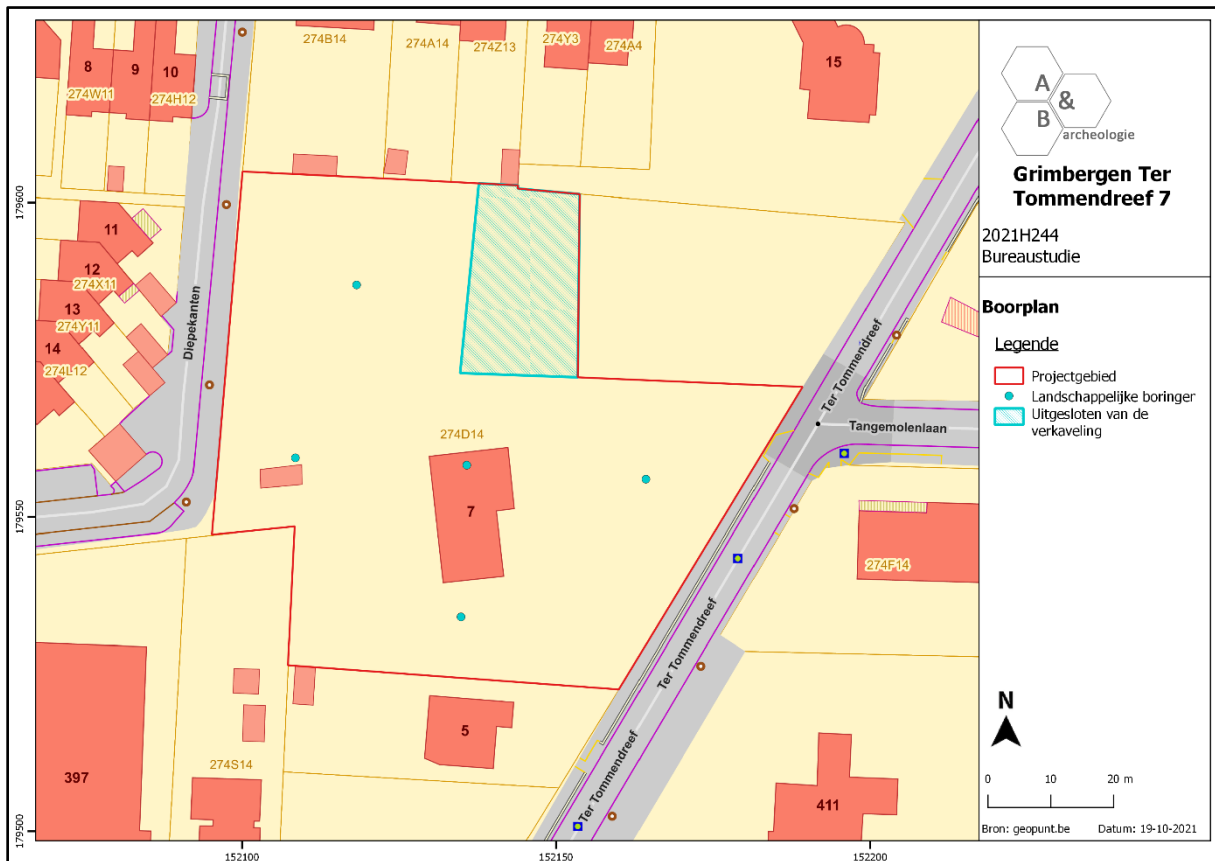 274B14
274A14
274Z13
274Y3
274A4
8
9
10
15
274W11
274H12
179600
11
12
274X11
13
274Y11
14
274L12
Diepekanten
Ter Tommendreef
Tangemolenlaan
274D14
7
179550
274F14
Ter Tommendreef
5
397
274S14
Ter Tommendreef
411
179500
152100
152150
152200
A
&
B
archeologie
Grimbergen Ter
Tommendreef 7
2021H244
Bureaustudie
Boorplan
Legende
Projectgebied
Landschappelijke boringer
Uitgesloten van de
verkaveling
N
0 10 20 m
Bron: geopunt.be Datum: 19-10-2021